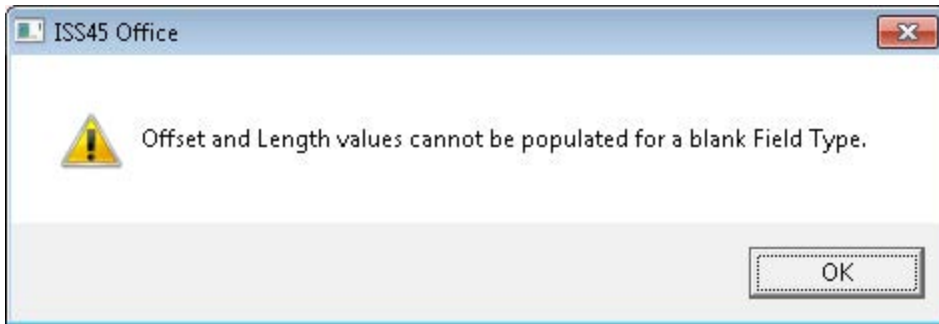 ISS45 Office
Offset and Length values cannot be populated for a blank Field Type.
OK